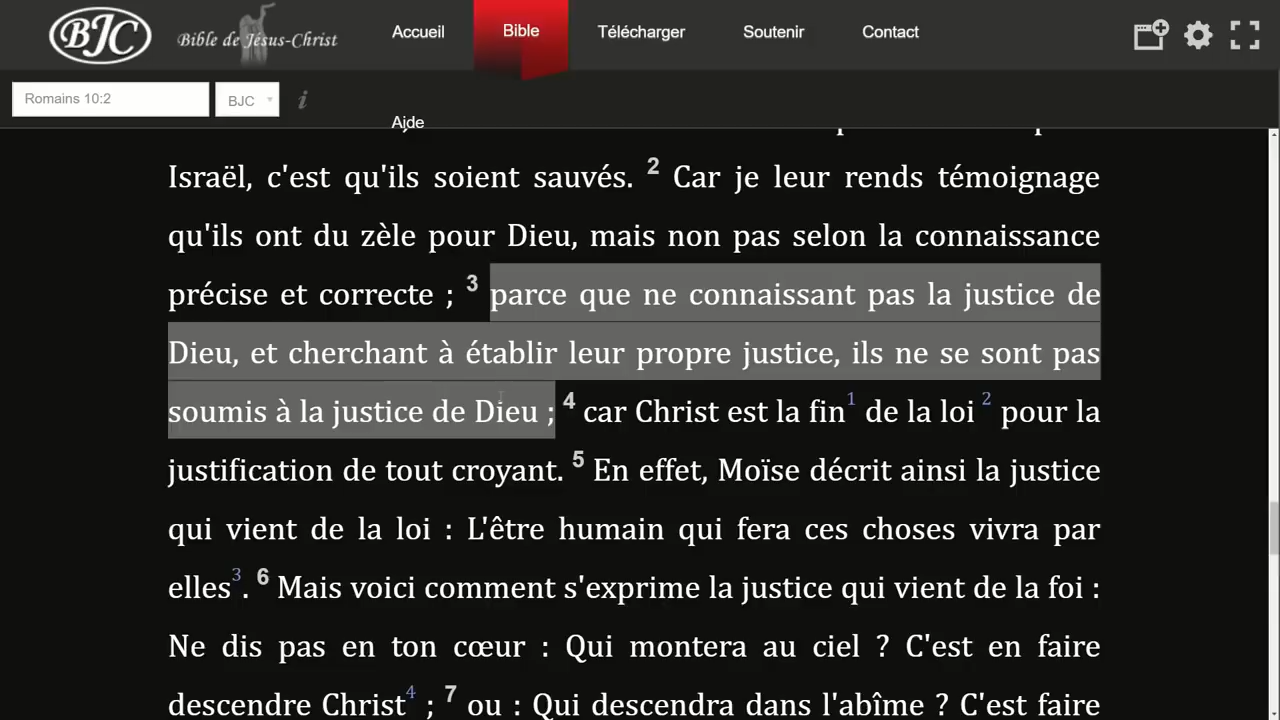 BJC Bible de Jésus-Christ Accueil Bible Télécharger Soutenir Contact
Romains 10:2 BJC i
Aide
Israël, c'est qu'ils soient sauvés. 2 Car je leur rends témoignage
qu'ils ont du zèle pour Dieu, mais non pas selon la connaissance
précise et correcte ; 3 parce que ne connaissant pas la justice de
Dieu, et cherchant à établir leur propre justice, ils ne se sont pas
soumis à la justice de Dieu ; 4 car Christ est la fin1 de la loi 2 pour la
justification de tout croyant. 5 En effet, Moïse décrit ainsi la justice
qui vient de la loi : L'être humain qui fera ces choses vivra par
elles3. 6 Mais voici comment s'exprime la justice qui vient de la foi :
Ne dis pas en ton cœur : Qui montera au ciel ? C'est en faire
descendre Christ4 ; 7 ou : Qui descendra dans l'abîme ? C'est faire